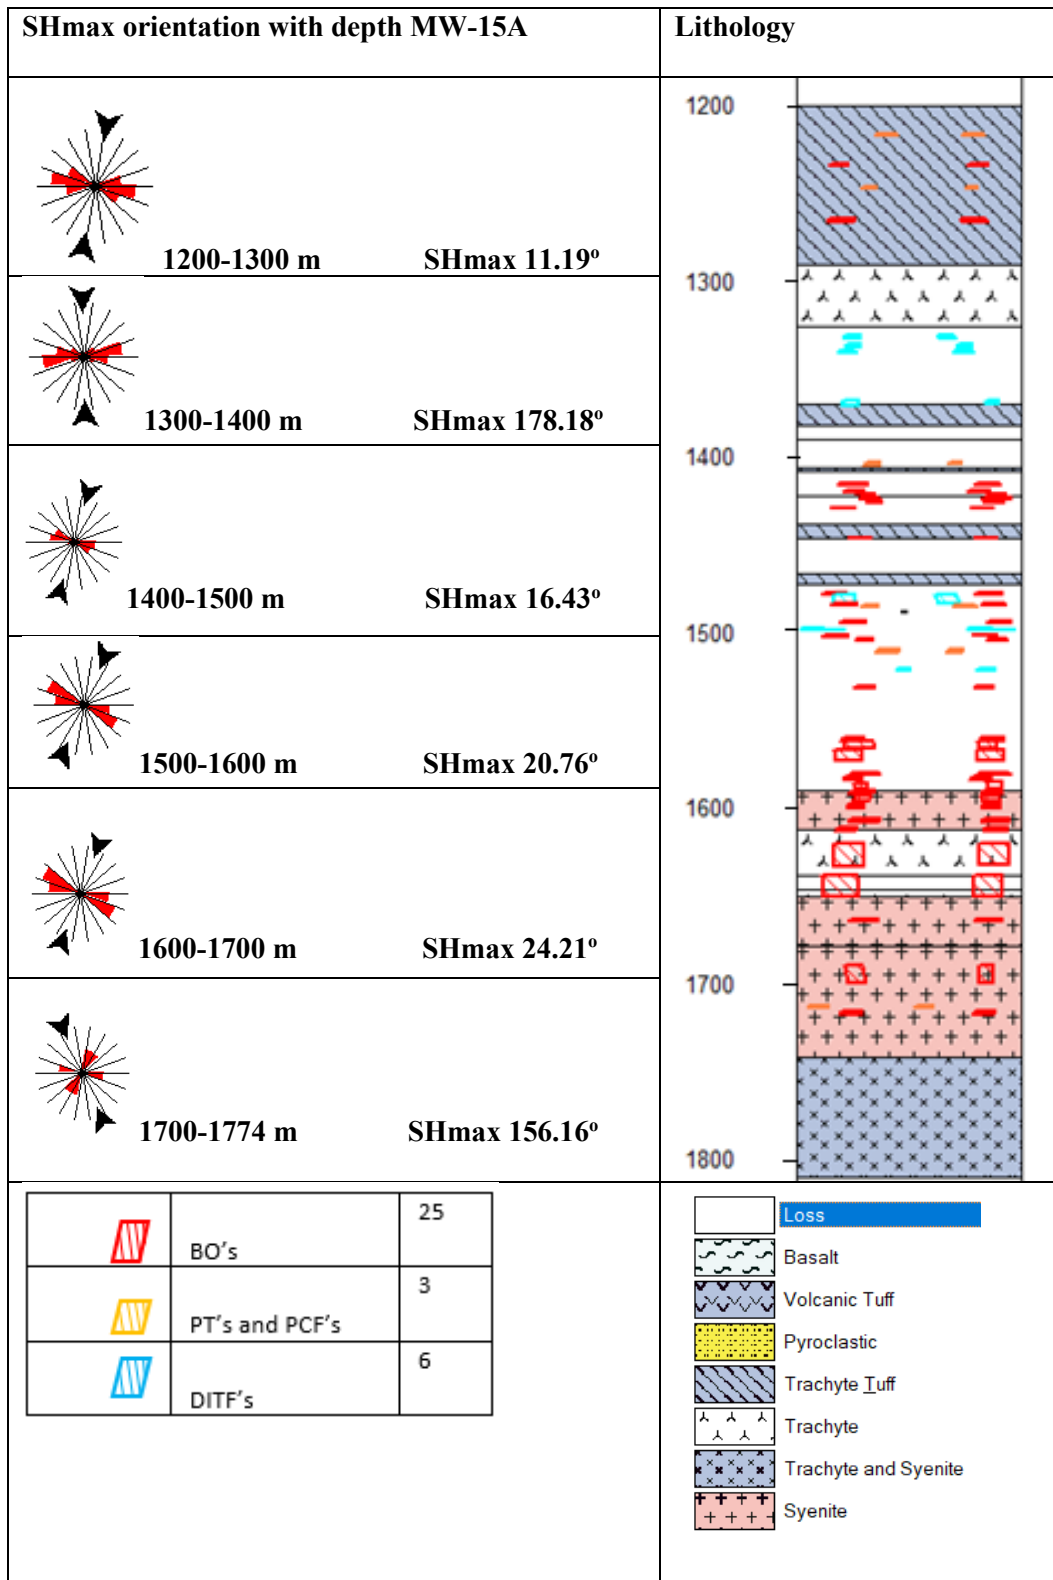 SHmax orientation with depth MW-15A
Lithology
1200-1300 m SHmax 11.19º
1300-1400 m SHmax 178.18º
1400-1500 m SHmax 16.43º
1500-1600 m SHmax 20.76º
1600-1700 m SHmax 24.21º
1700-1774 m SHmax 156.16º
1200
1300
1400
1500
1600
1700
1800
BO's 25
PT's and PCF's 3
DITF's 6
Loss
Basalt
Volcanic Tuff
Pyroclastic
Trachyte Tuff
Trachyte
Trachyte and Syenite
Syenite